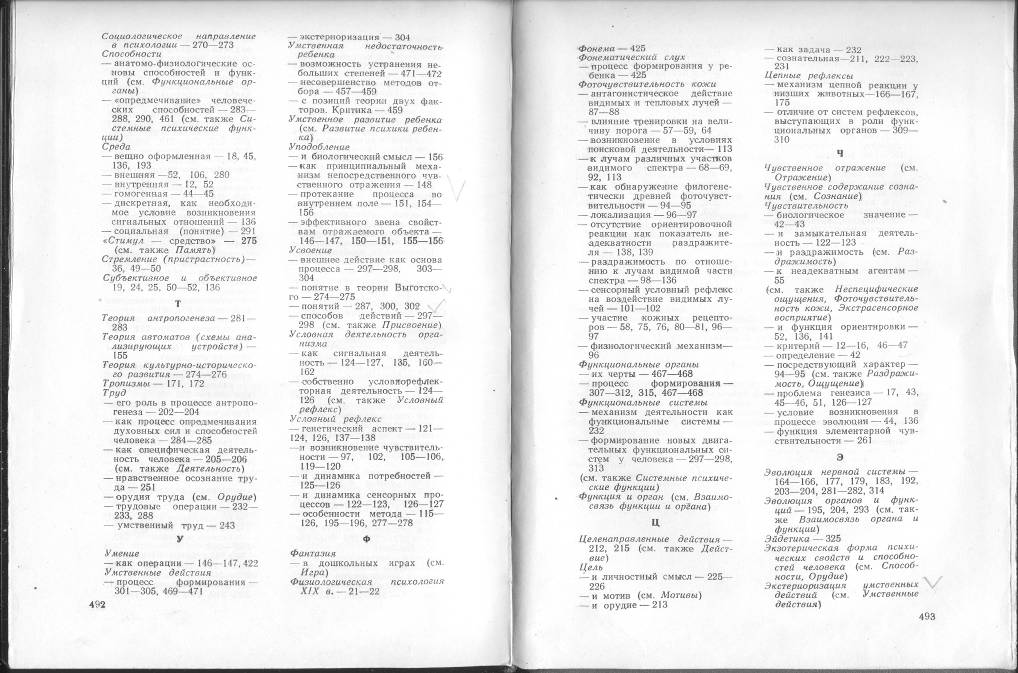 Социологическое направление
в психологии — 270—273
Способности
— анатомо-физиологические ос-
новы способностей и функ-
ций (см. Функциональные ор-
ганы)
— «опредмечивание» человече-
ских способностей — 283—
288, 290, 461 (см. также Си-
стемные психические функ-
ции)
Среда
— вещно оформленная — 18, 45,
136, 193
— внешняя — 52, 106, 280
— внутренняя — 12, 52
— гомогенная — 44—45
— дискретная, как необходи-
мое условие возникновения
сигнальных отношений — 136
— социальная (понятие) — 291
«Стимул — средство» — 275
(см. также Память)
Стремление (пристрастность) —
36, 49—50
Субъективное и объективное
19, 24, 25, 50—52, 136
Т
Теория антропогенеза — 281—
283
Теория автоматов (схемы ана-
лизирующих устройств) —
155
Теория культурно-историческо-
го развития — 274—276
Тропизмы — 171, 172
Труд
— его роль в процессе антропо-
генеза — 202—204
— как процесс опредмечивания
духовных сил и способностей
человека — 284—285
— как специфическая деятель-
ность человека — 205—206
(см. также Деятельность)
— нравственное осознание тру-
да — 251
— орудия труда (см. Орудие)
— трудовые операции — 232—
233, 288
— умственный труд — 243
У
Умение
— как операции — 146—147, 422
Умственные действия
— процесс формирования —
301—305, 469—471
492
— экстериоризация — 304
Умственная недостаточность
ребенка
— возможность устранения не-
больших степеней — 471—472
— несовершенство методов от-
бора — 457—459
— с позиций теории двух фак-
торов. Критика — 459
Умственное развитие ребенка
(см. Развитие психики ребен-
ка)
Уподобление
— и биологический смысл — 156
— как принципиальный меха-
низм непосредственного чув-
ственного отражения — 148
— протекание процесса во
внутреннем поле — 151, 154—
156
— эффективного звена свойст-
вам отражаемого объекта —
146—147, 150—151, 155—156
Усвоение
— внешнее действие как основа
процесса — 297—298, 303—
304
— понятие в теории Выготско-
го — 274—275
— понятий — 287, 300, 302
— способов действий — 297—
298 (см. также Присвоение)
Условная деятельность орга-
низма
— как сигнальная деятель-
ность — 124—127, 135, 160—
162
— собственно условнорефлек-
торная деятельность — 124—
126 (см. также Условный
рефлекс)
Условный рефлекс
— генетический аспект — 121—
124, 126, 137—138
— и возникновение чувствитель-
ности — 97, 102, 105—106,
119—120
— и динамика потребностей —
125—126
— и динамика сенсорных про-
цессов — 122—123, 126—127
— особенности метода — 115—
126, 195—196, 277—278
Ф
Фантазия
— в дошкольных играх (см.
Игра)
Физиологическая психология
XIX в. — 21—22
Фонема — 425
Фонематический слух
— процесс формирования у ре-
бенка — 425
Фоточувствительность кожи
— антагонистическое действие
видимых и тепловых лучей —
87—88
— влияние тренировки на вели-
чину порога — 57—59, 64
— возникновение в условиях
поисковой деятельности — 113
— к лучам различных участков
видимого спектра — 68—69,
92, 113
— как обнаружение филогене-
тически древней фоточувст-
вительности — 94—95
— локализация — 96—97
— отсутствие ориентировочной
реакции как показатель не-
адекватности раздражите-
ля — 138, 139
— раздражимость по отноше-
нию к лучам видимой части
спектра — 98—136
— сенсорный условный рефлекс
на воздействие видимых лу-
чей — 101—102
— участие кожных рецепто-
ров — 58, 75, 76, 80—81, 96—
97
— физиологический механизм —
96
Функциональные органы
— их черты — 467—468
— процесс формирования —
307—312, 315, 467—468
Функциональные системы
— механизм деятельности как
функциональные системы —
232
— формирование новых двига-
тельных функциональных си-
стем у человека — 297—298,
313
(см. также Системные психиче-
ские функции)
Функция и орган (см. Взаимо-
связь функции и органа)
Ц
Целенаправленные действия —
212, 215 (см. также Дейст-
вие)
Цель
— и личностный смысл — 225—
226
— и мотив (см. Мотивы)
— и орудие — 213
— как задача — 232
— сознательная — 211, 222—223,
231
Цепные рефлексы
— механизм цепной реакции у
низших животных — 166—167,
175
— отличие от систем рефлексов,
выступающих в роли функ-
циональных органов — 309—
310
Ч
Чувственное отражение (см.
Отражение)
Чувственное содержание созна-
ния (см. Сознание)
Чувствительность
— биологическое значение —
42—43
— и замыкательная деятель-
ность — 122—123
— и раздражимость (см. Раз-
дражимость)
— к неадекватным агентам —
55
(см. также Неспецифические
ощущения, Фоточувствитель-
ность кожи, Экстрасенсорное
восприятие)
— и функция ориентировки —
52, 136, 141
— критерий — 12—16, 46—47
— определение — 42
— посредствующий характер —
94—95 (см. также Раздражи-
мость, Ощущение)
— проблема генезиса — 17, 43,
45—46, 51, 126—127
— условие возникновения в
процессе эволюции — 44, 136
— функция элементарной чув-
ствительности — 261
Э
Эволюция нервной системы —
164—166, 177, 179, 183, 192,
203—204, 281—282, 314
Эволюция органов и функ-
ций — 195, 204, 293 (см. так-
же Взаимосвязь органа и
функции)
Эйдетика — 325
Экзотерическая форма психи-
ческих свойств и способно-
стей человека (см. Способ-
ности, Орудие)
Экстериоризация умственных
действий (см. Умственные
действия)
493